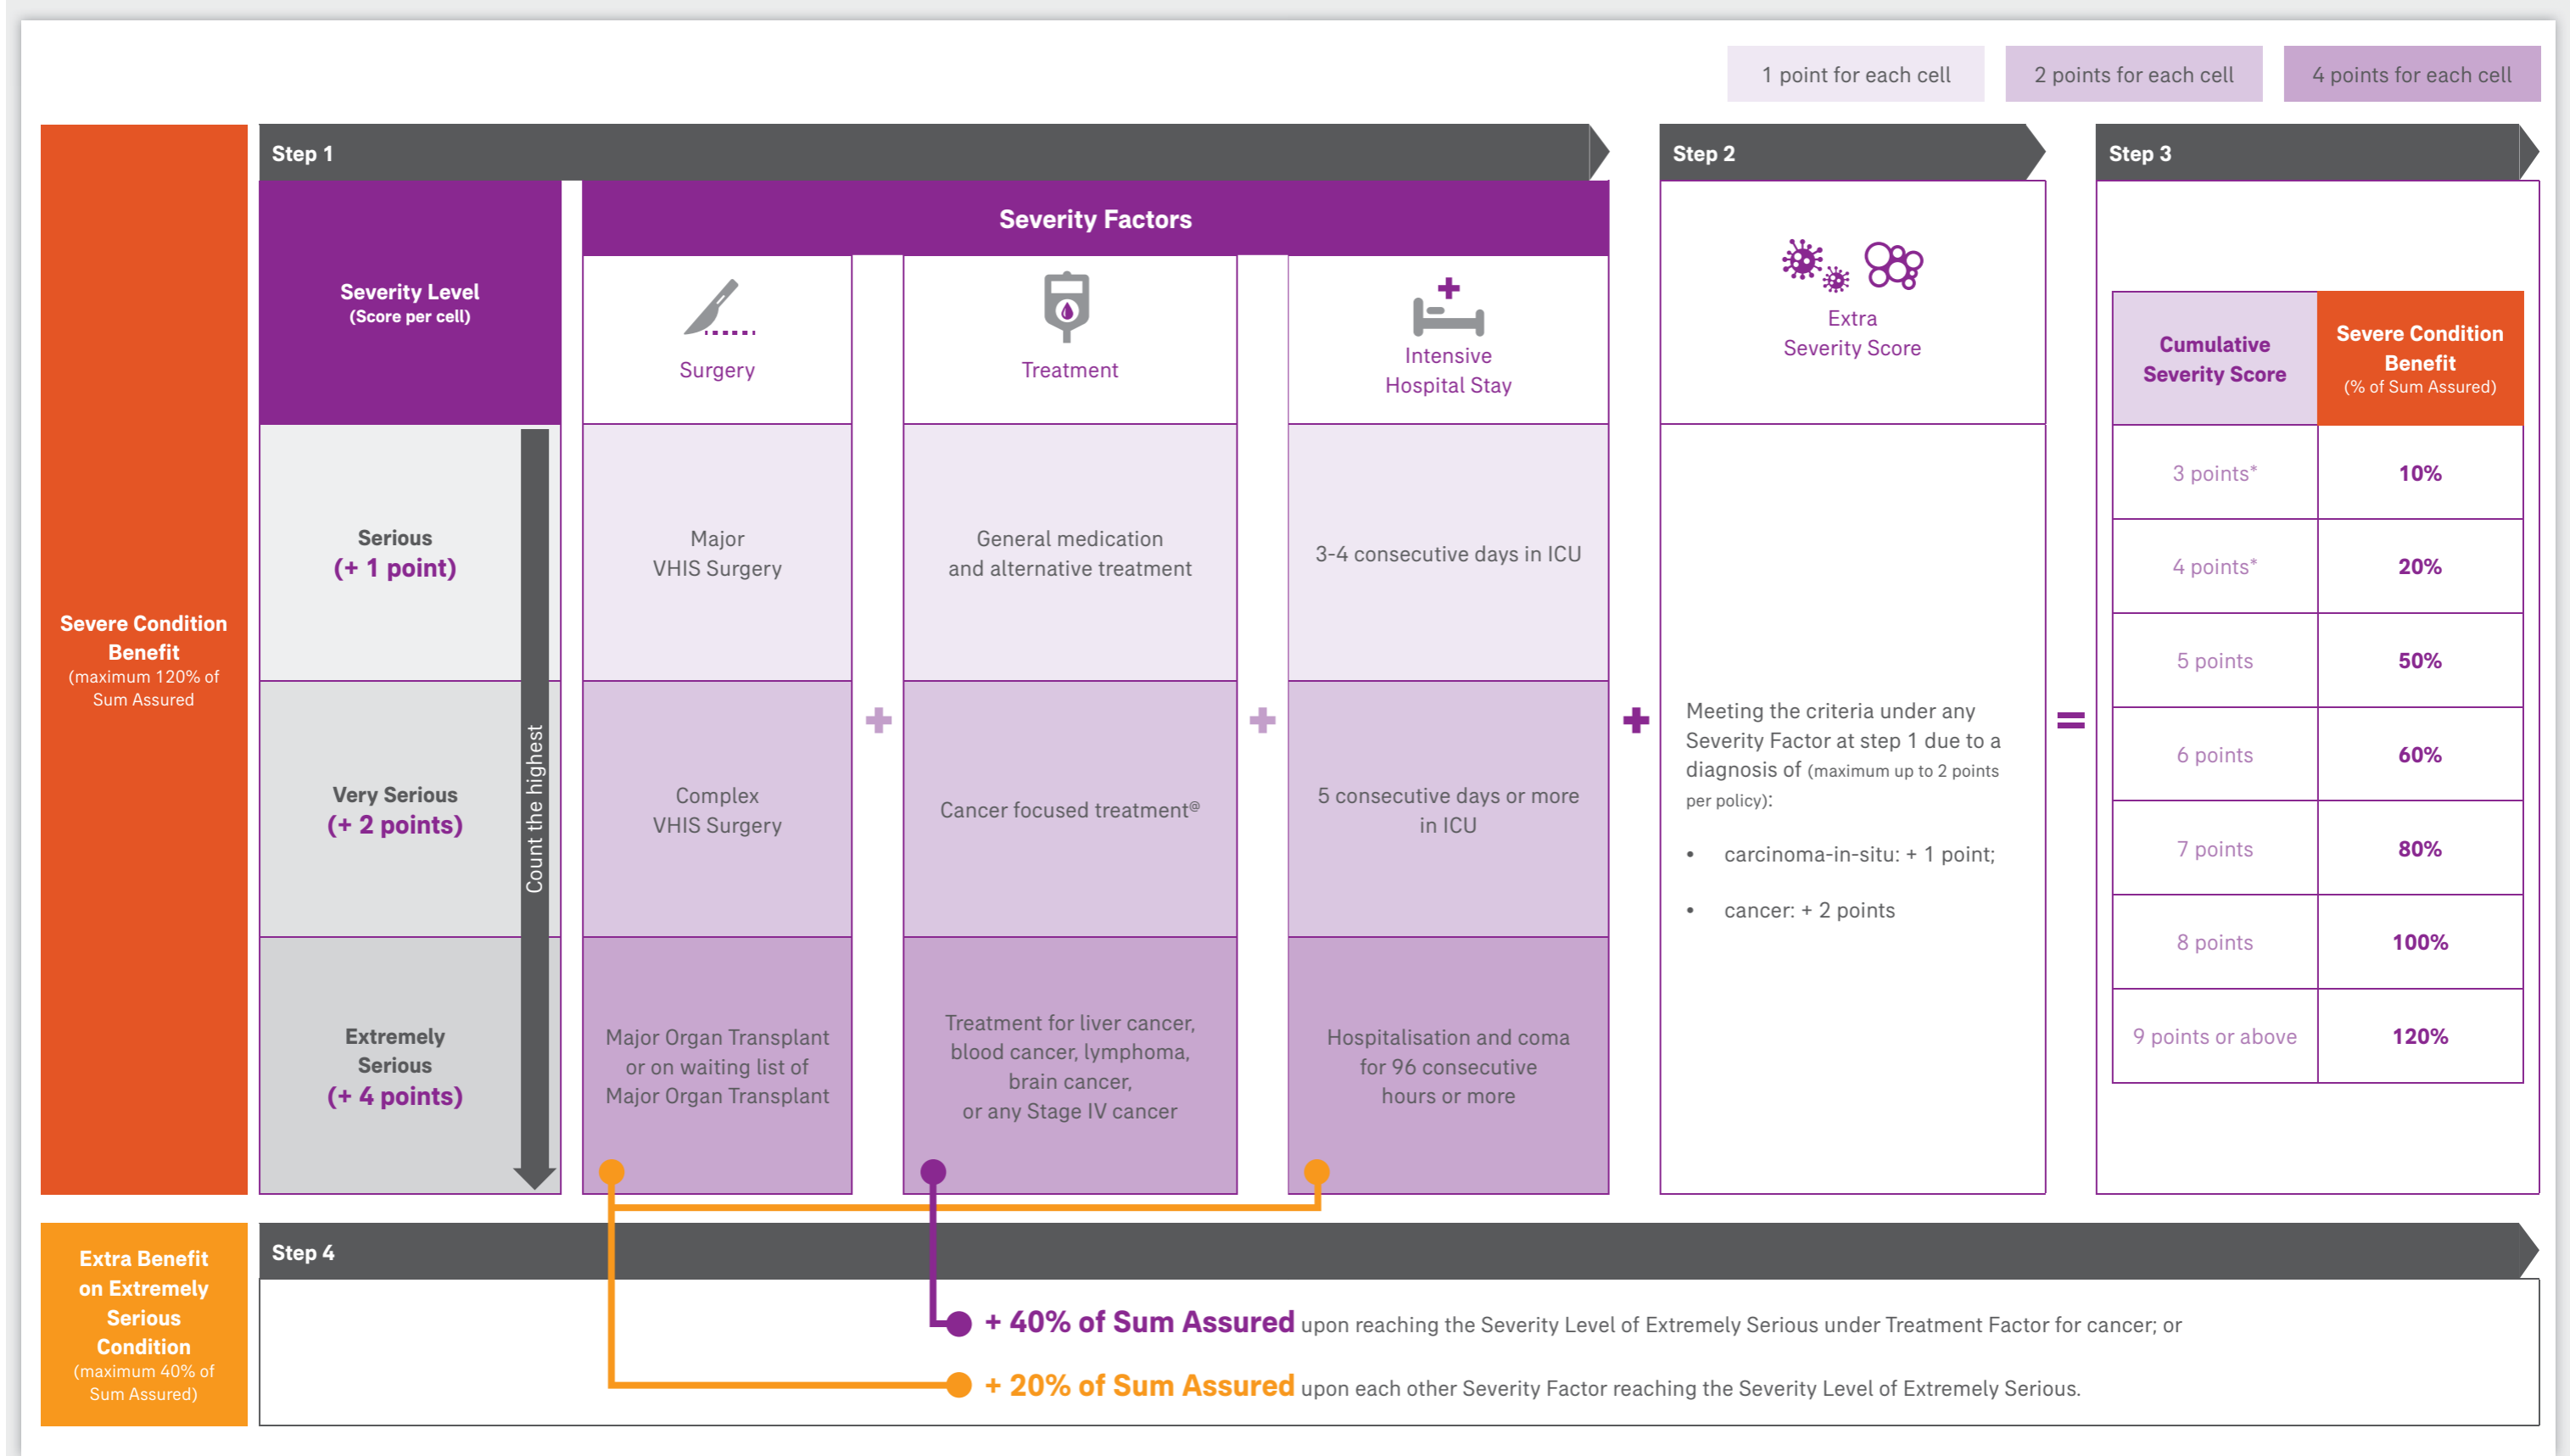 1 point for each cell
2 points for each cell
4 points for each cell
Severe Condition
Benefit
(maximum 120% of
Sum Assured
Step 1
Severity Level
(Score per cell)
Severity Factors
Surgery
Treatment
Intensive
Hospital Stay
Count the highest
Serious
(+ 1 point)
Major
VHIS Surgery
General medication
and alternative treatment
3-4 consecutive days in ICU
Very Serious
(+ 2 points)
Complex
VHIS Surgery
Cancer focused treatment@
5 consecutive days or more
in ICU
Extremely
Serious
(+ 4 points)
Major Organ Transplant
or on waiting list of
Major Organ Transplant
Treatment for liver cancer,
blood cancer, lymphoma,
brain cancer,
or any Stage IV cancer
Hospitalisation and coma
for 96 consecutive
hours or more
+
+
+
Step 2
Extra
Severity Score
Meeting the criteria under any
Severity Factor at step 1 due to a
diagnosis of (maximum up to 2 points
per policy):
• carcinoma-in-situ: + 1 point;
• cancer: + 2 points
=
Step 3
Cumulative
Severity Score
Severe Condition
Benefit
(% of Sum Assured)
3 points* 10%
4 points* 20%
5 points 50%
6 points 60%
7 points 80%
8 points 100%
9 points or above 120%
Extra Benefit
on Extremely
Serious
Condition
(maximum 40% of
Sum Assured)
Step 4
+ 40% of Sum Assured upon reaching the Severity Level of Extremely Serious under Treatment Factor for cancer; or
+ 20% of Sum Assured upon each other Severity Factor reaching the Severity Level of Extremely Serious.